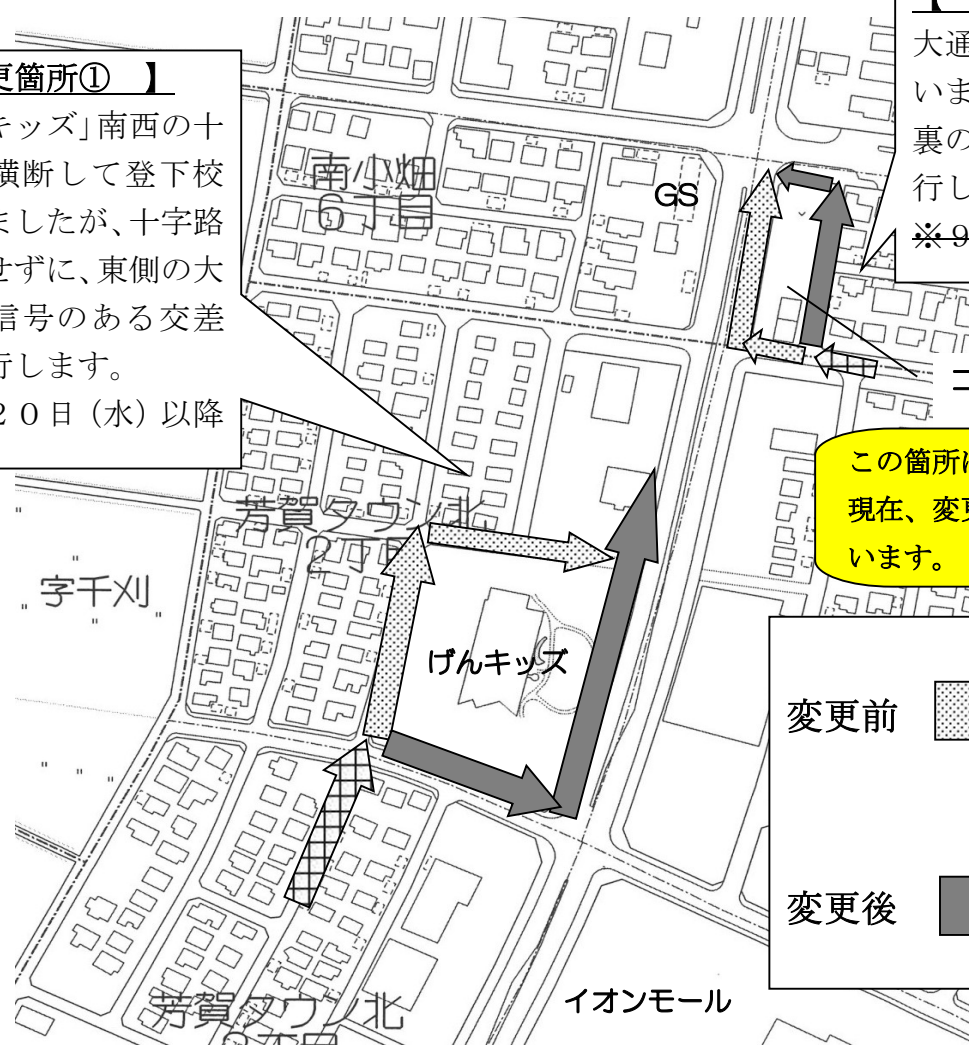 更箇所① 】
キッズ」南西の十
横断して登下校
ましたが、十字路
せずに、東側の大
信号のある交差
行します。
２０日（水）以降
【
大通
いま
裏の
行し
※９
南小畑
６丁目
GS
コ
この箇所は
現在、変更
います。
芳賀タウン北
２丁目
字千刈
げんキッズ
変更前
変更後
イオンモール
芳賀タウン北